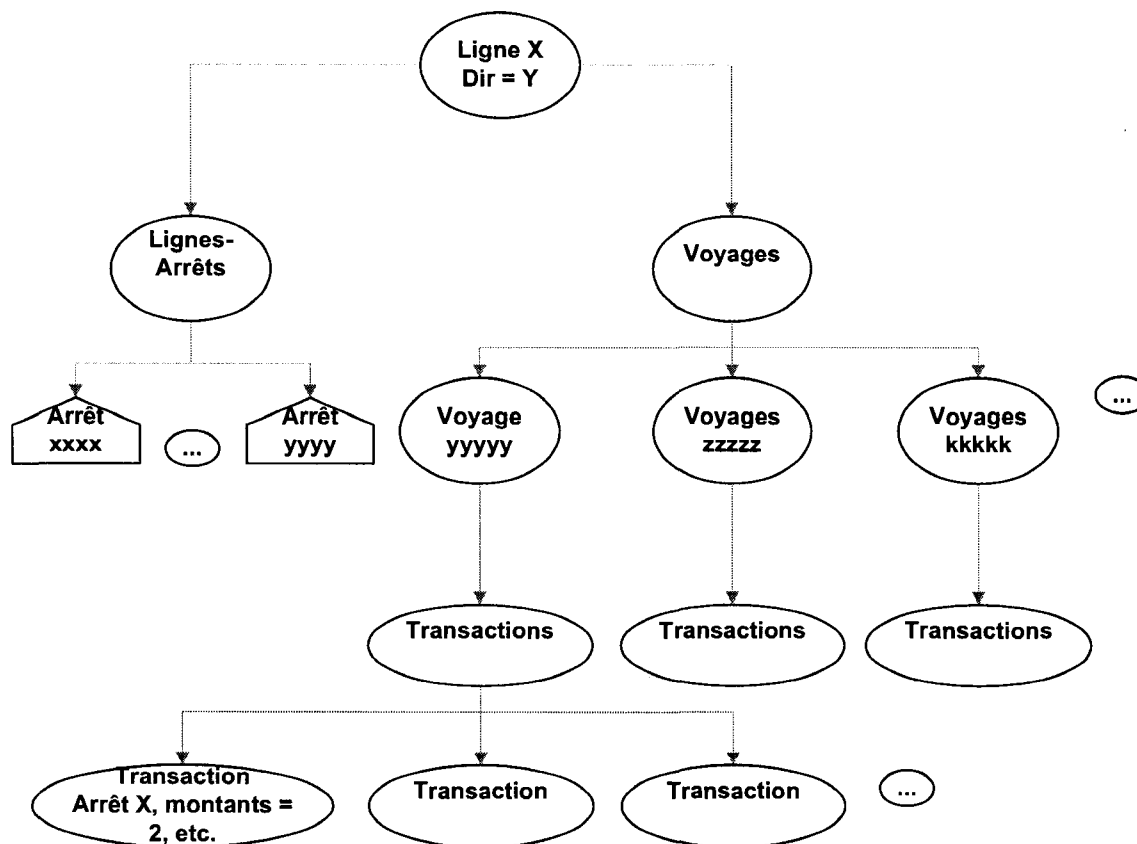 Ligne X
Dir = Y
Lignes-
Arrêts
Voyages
Arrêt
xxxx
...
Arrêt
yyyy
Voyage
yyyyy
Voyages
zzzzz
Voyages
kkkkk
...
Transactions
Transactions
Transactions
Transaction
Arrêt X, montants =
2, etc.
Transaction
Transaction
...